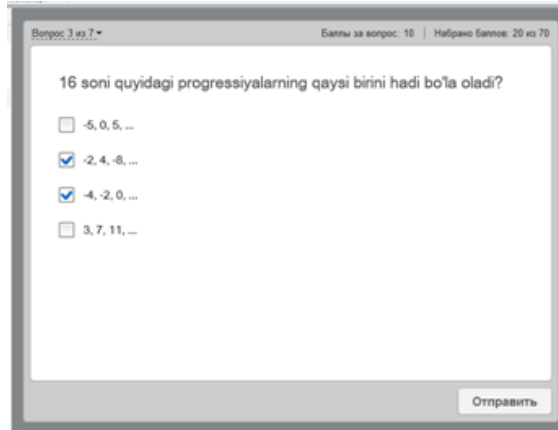 Вопрос 3 из 7
Баллы за вопрос: 10 | Набрано баллов: 20 из 70
16 soni quyidagi progressiyalarning qaysi birini hadi bo'la oladi?
-5, 0, 5, ...
-2, 4, -8, ...
-4, -2, 0, ...
3, 7, 11, ...
Отправить